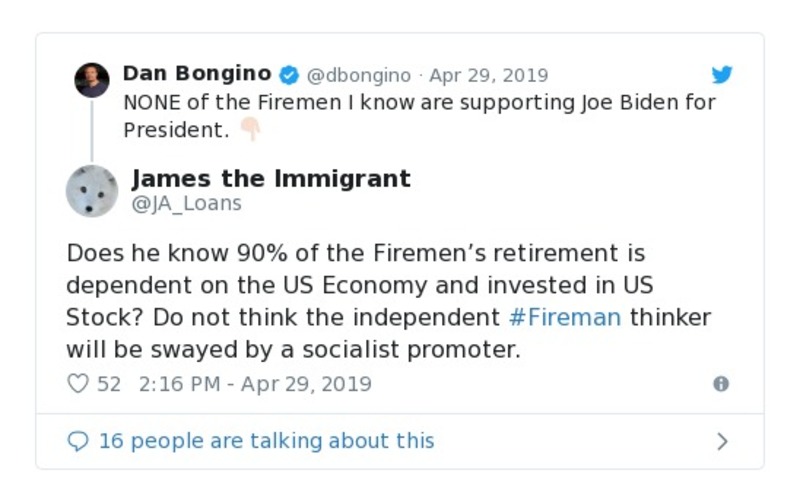 Dan Bongino @dbongino · Apr 29, 2019
NONE of the Firemen I know are supporting Joe Biden for
President. 👇🏻
James the Immigrant
@JA_Loans
Does he know 90% of the Firemen’s retirement is
dependent on the US Economy and invested in US
Stock? Do not think the independent #Fireman thinker
will be swayed by a socialist promoter.
52 2:16 PM - Apr 29, 2019
16 people are talking about this